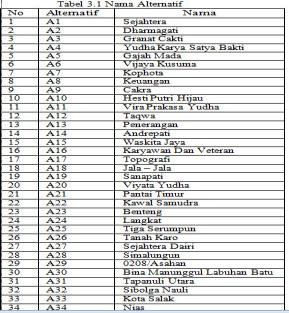 Tabel 3.1 Nama Alternatif
No Alternatif Nama
1 A1 Sejahtera
2 A2 Dharmagati
3 A3 Granat Cakti
4 A4 Yudha Karya Satya Bakti
5 A5 Gajah Mada
6 A6 Vijaya Kusuma
7 A7 Kophota
8 A8 Keuangan
9 A9 Cakra
10 A10 Hesti Putri Hijau
11 A11 Vira Prakasa Yudha
12 A12 Taqwa
13 A13 Penerangan
14 A14 Andrepati
15 A15 Waskita Jaya
16 A16 Karyawan Dan Veteran
17 A17 Topografi
18 A18 Jala – Jala
19 A19 Sanapati
20 A20 Viyata Yudha
21 A21 Pantai Timur
22 A22 Kawal Samudra
23 A23 Benteng
24 A24 Langkat
25 A25 Tiga Serumpun
26 A26 Tanah Karo
27 A27 Sejahtera Dairi
28 A28 Simalungun
29 A29 0208/Asahan
30 A30 Bina Manunggul Labuhan Batu
31 A31 Tapanuli Utara
32 A32 Sibolga Nauli
33 A33 Kota Salak
34 A34 Nias